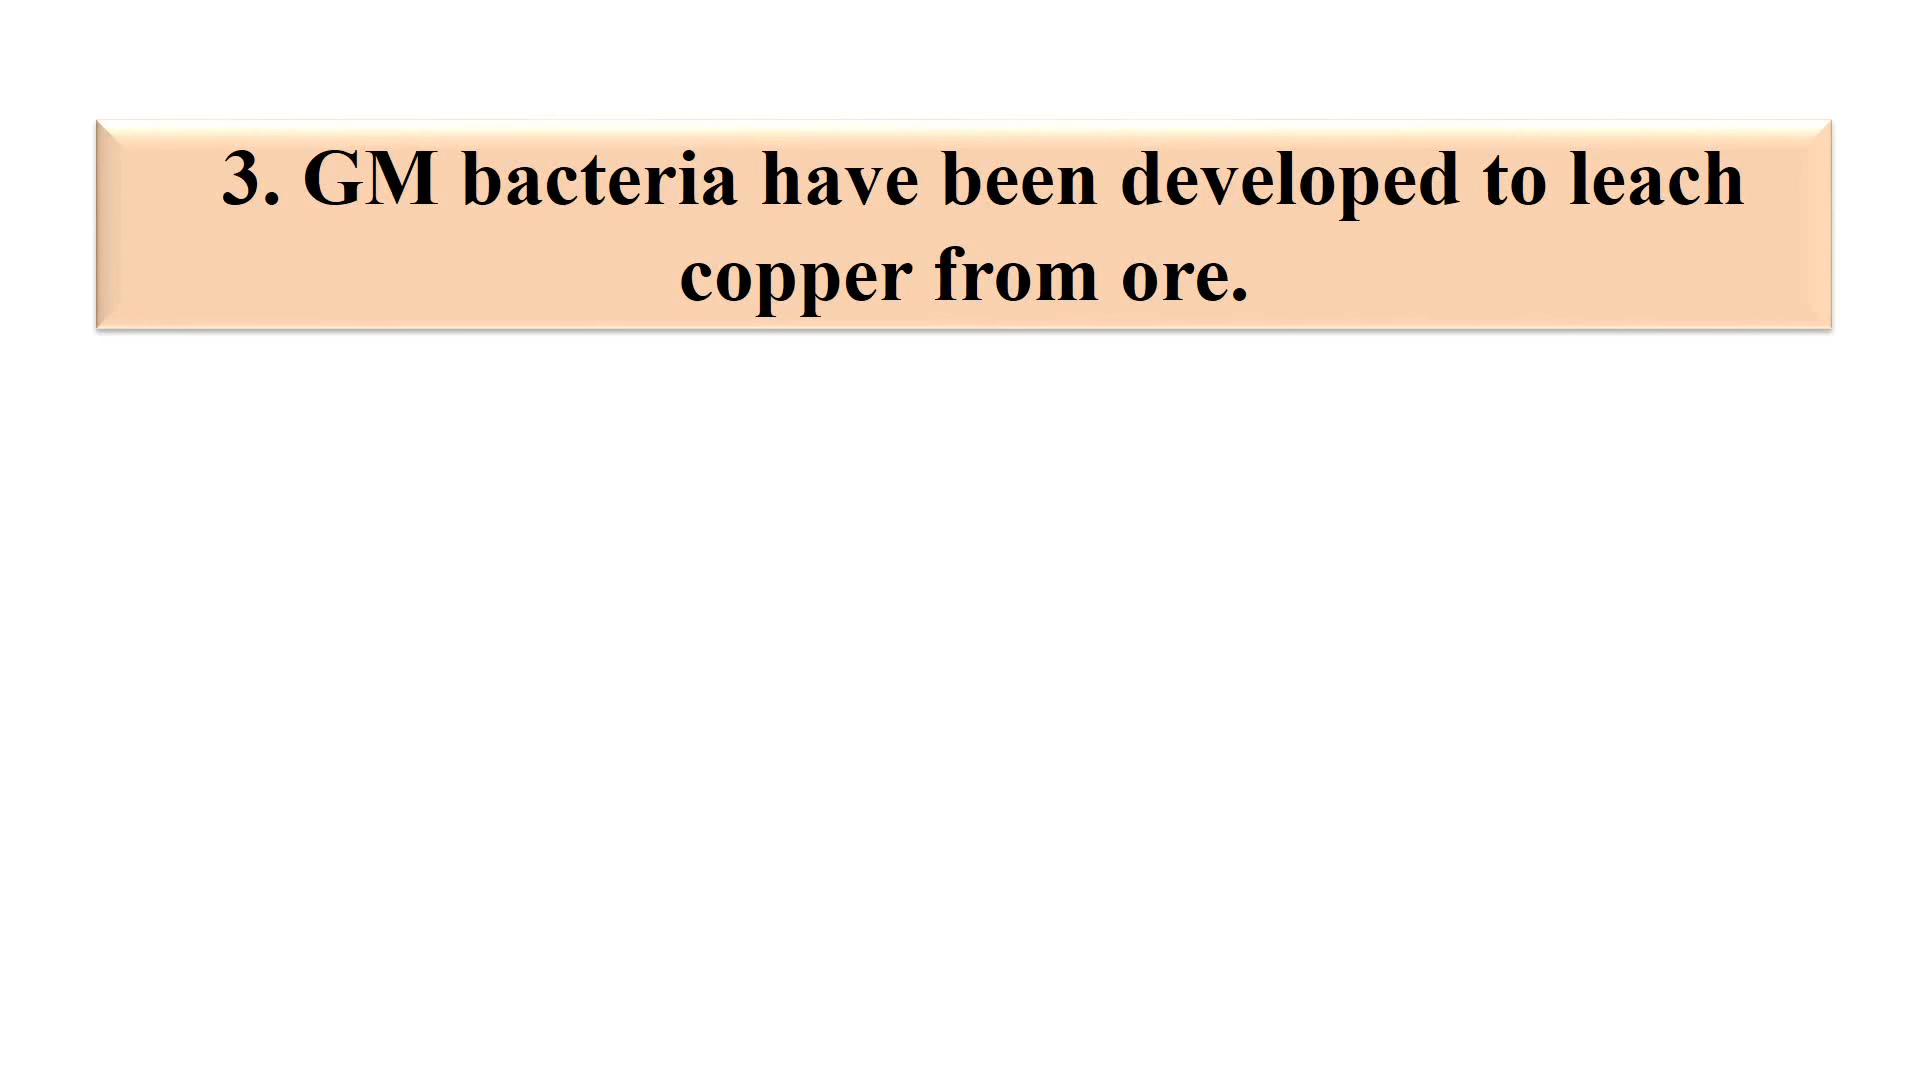 3. GM bacteria have been developed to leach
copper from ore.